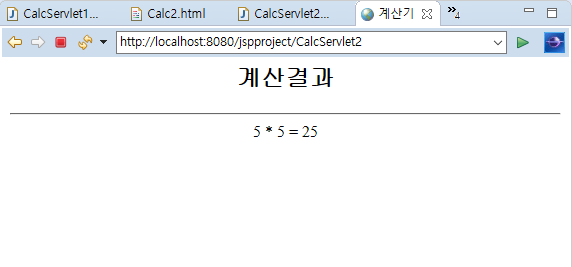 CalcServlet1... Calc2.html CalcServlet2... 계산기 »4
http://localhost:8080/jspproject/CalcServlet2
계산결과
5 * 5 = 25